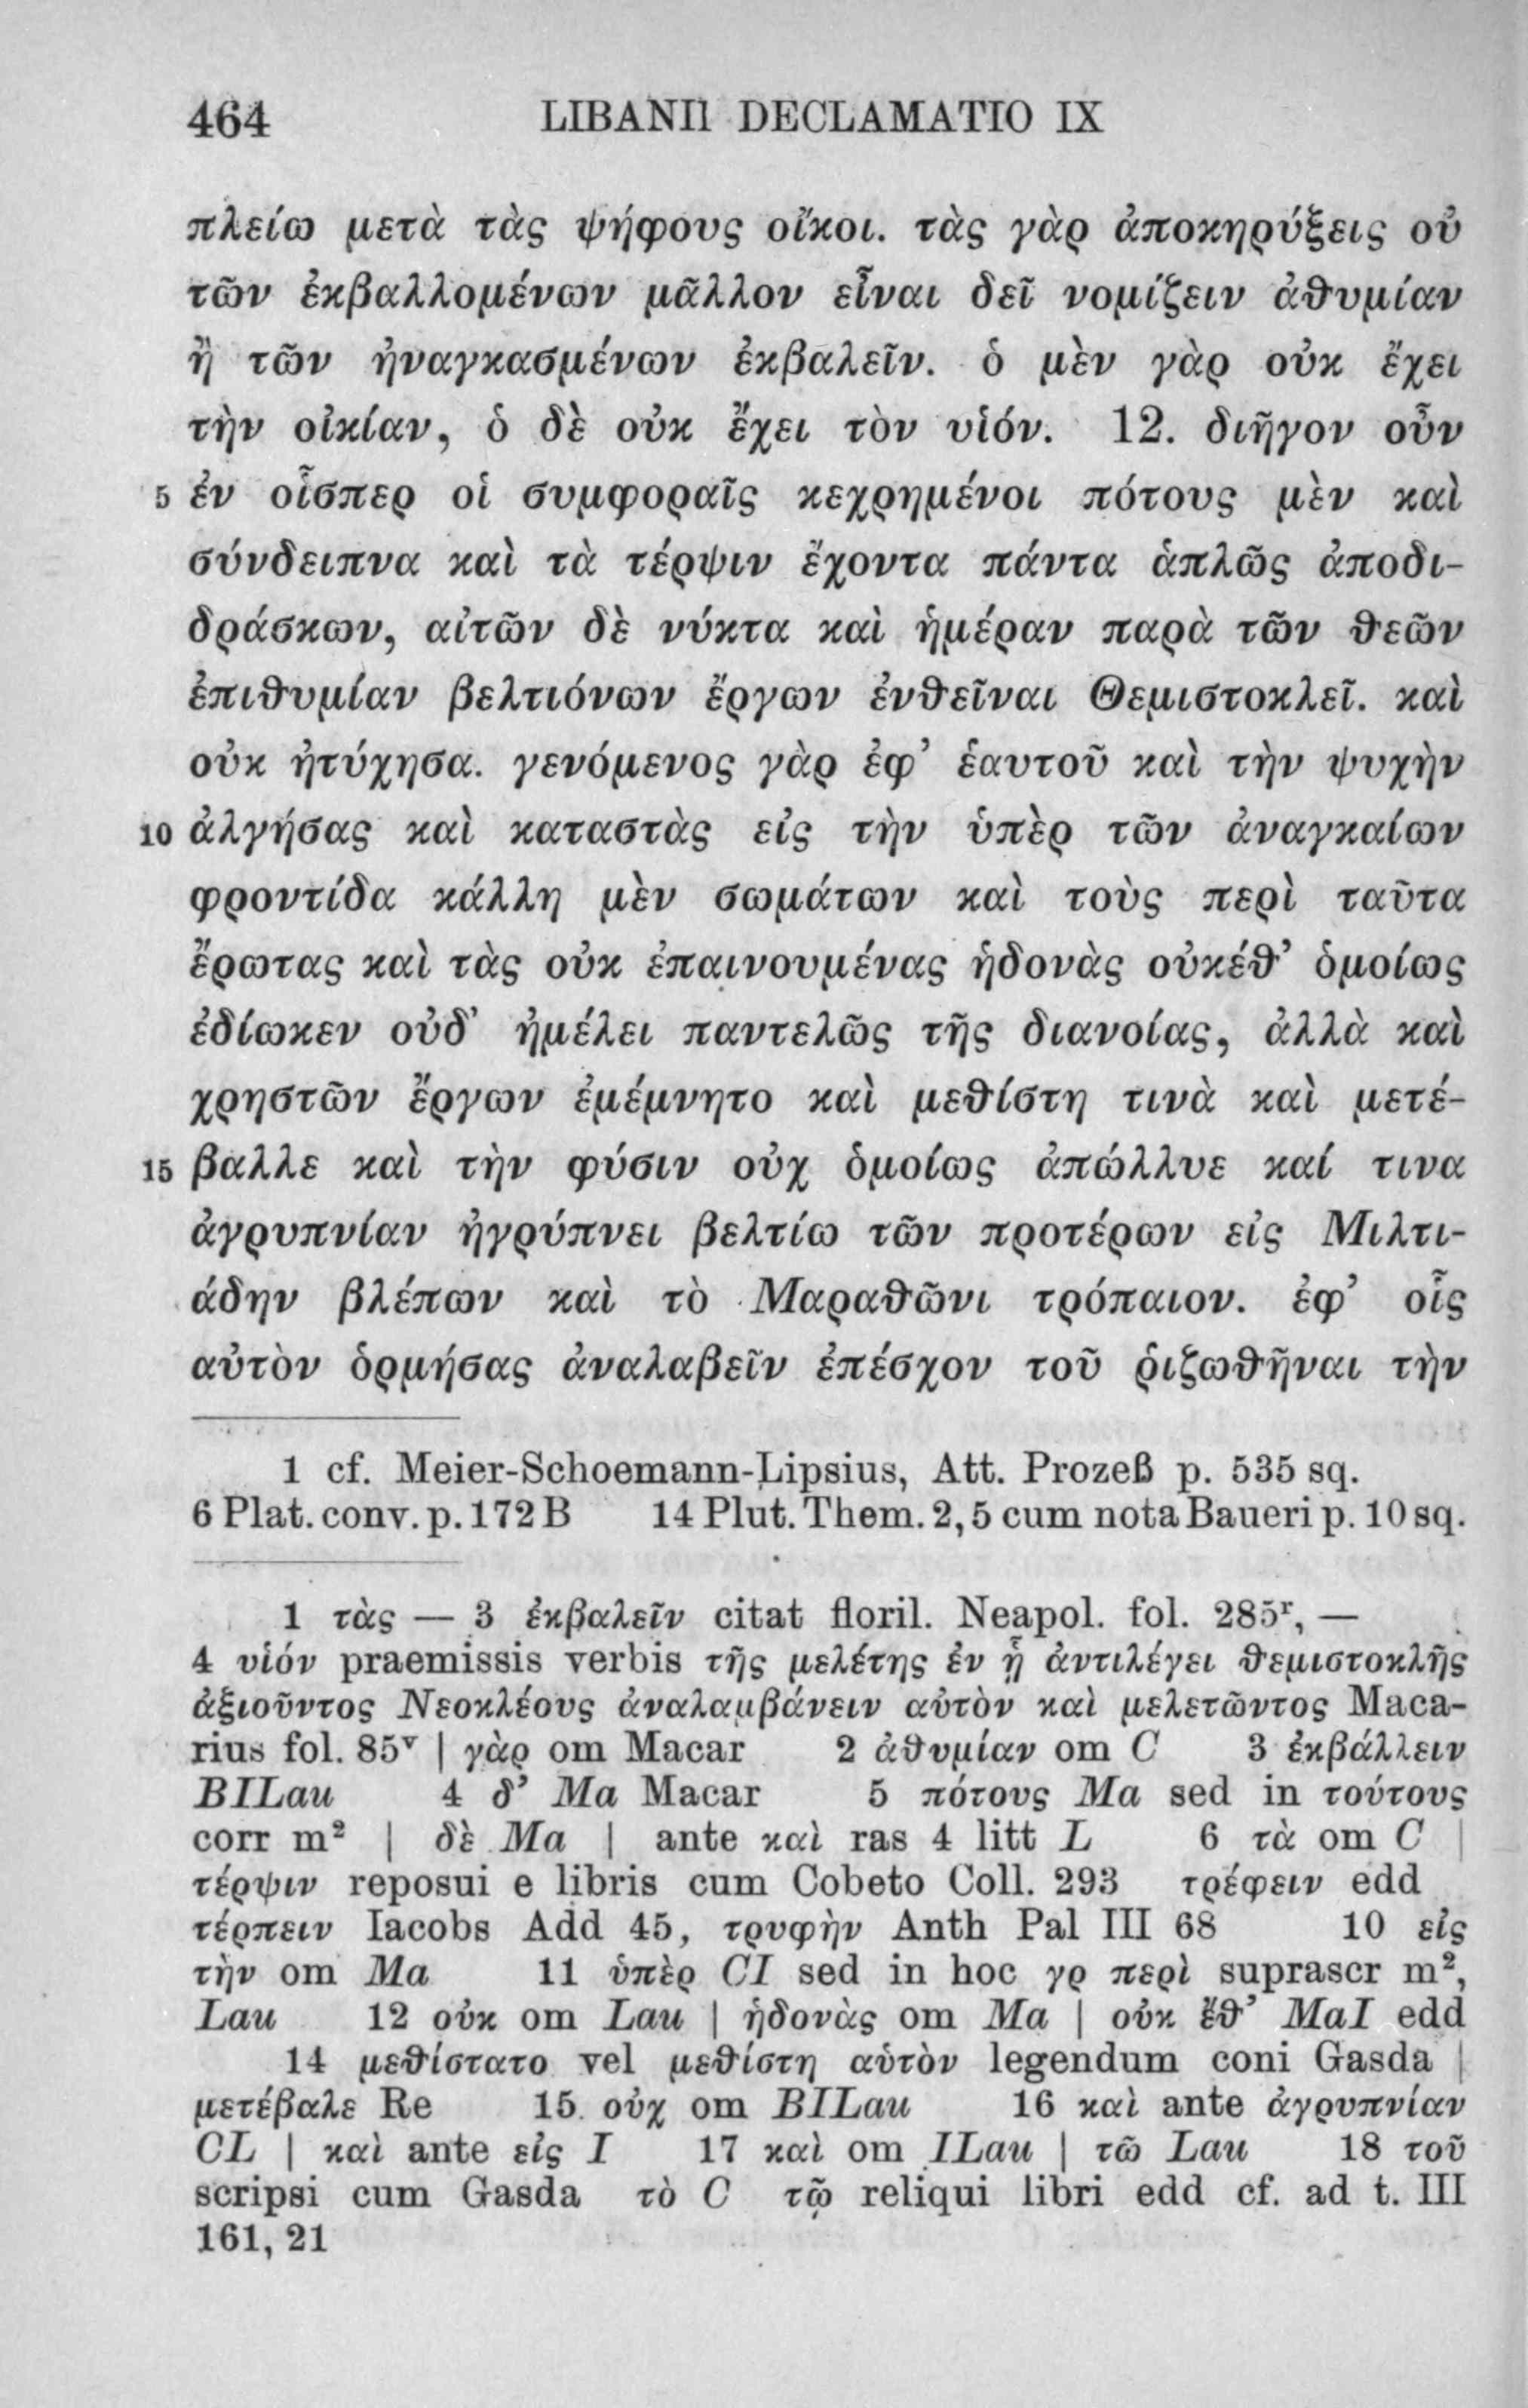 464 LIBANII DECLAMATIO IX
πλείω μετὰ τὰς ψήφους οἴκοι. τὰς γὰρ ἀποκηρύξεις οὐ
τῶν ἐκβαλλομένων μᾶλλον εἶναι δεῖ νομίζειν ἀθυμίαν
ἢ τῶν ἠναγκασμένων ἐκβαλεῖν. ὁ μὲν γὰρ οὐκ ἔχει
τὴν οἰκίαν, ὁ δὲ οὐκ ἔχει τὸν υἱόν. 12. διῆγον οὖν
5 ἐν οἷσπερ οἱ συμφοραῖς κεχρημένοι πότους μὲν καὶ
σύνδειπνα καὶ τὰ τέρψιν ἔχοντα πάντα ἁπλῶς ἀποδι-
δράσκων, αἰτῶν δὲ νύκτα καὶ ἡμέραν παρὰ τῶν θεῶν
ἐπιθυμίαν βελτιόνων ἔργων ἐνθεῖναι Θεμιστοκλεῖ. καὶ
οὐκ ἠτύχησα. γενόμενος γὰρ ἐφ’ ἑαυτοῦ καὶ τὴν ψυχὴν
10 ἀλγήσας καὶ καταστὰς εἰς τὴν ὑπὲρ τῶν ἀναγκαίων
φροντίδα κάλλη μὲν σωμάτων καὶ τοὺς περὶ ταῦτα
ἔρωτας καὶ τὰς οὐκ ἐπαινουμένας ἡδονὰς οὐκέθ’ ὁμοίως
ἐδίωκεν οὐδ’ ἠμέλει παντελῶς τῆς διανοίας, ἀλλὰ καὶ
χρηστῶν ἔργων ἐμέμνητο καὶ μεθίστη τινὰ καὶ μετέ-
15 βαλλε καὶ τὴν φύσιν οὐχ ὁμοίως ἀπώλλυε καί τινα
ἀγρυπνίαν ἠγρύπνει βελτίω τῶν προτέρων εἰς Μιλτι-
άδην βλέπων καὶ τὸ Μαραθῶνι τρόπαιον. ἐφ’ οἷς
αὐτὸν ὁρμήσας ἀναλαβεῖν ἐπέσχον τοῦ ῥιζωθῆναι τὴν
1 cf. Meier-Schoemann-Lipsius, Att. Prozeß p. 535 sq.
6 Plat. conv. p. 172 B 14 Plut. Them. 2, 5 cum nota Baueri p. 10 sq.
1 τὰς — 3 ἐκβαλεῖν citat floril. Neapol. fol. 285ʳ, —
4 υἱόν praemissis verbis τῆς μελέτης ἐν ᾗ ἀντιλέγει θεμιστοκλῆς
ἀξιοῦντος Νεοκλέους ἀναλαμβάνειν αὐτὸν καὶ μελετῶντος Maca-
rius fol. 85ᵛ | γὰρ om Macar 2 ἀθυμίαν om C 3 ἐκβάλλειν
BILau 4 δ’ Ma Macar 5 πότους Ma sed in τούτους
corr m² | δὲ Ma | ante καὶ ras 4 litt L 6 τὰ om C |
τέρψιν reposui e libris cum Cobeto Coll. 293 τρέφειν edd
τέρπειν Iacobs Add 45, τρυφὴν Anth Pal III 68 10 εἰς
τὴν om Ma 11 ὑπὲρ CI sed in hoc γρ περὶ suprascr m²,
Lau 12 οὐκ om Lau | ἡδονὰς om Ma | οὐκ ἔθ’ MaI edd
14 μεθίστατο vel μεθίστη αὑτὸν legendum coni Gasda |
μετέβαλε Re 15 οὐχ om BILau 16 καὶ ante ἀγρυπνίαν
CL | καὶ ante εἰς I 17 καὶ om ILau | τῶ Lau 18 τοῦ
scripsi cum Gasda τὸ C τῷ reliqui libri edd cf. ad t. III
161, 21